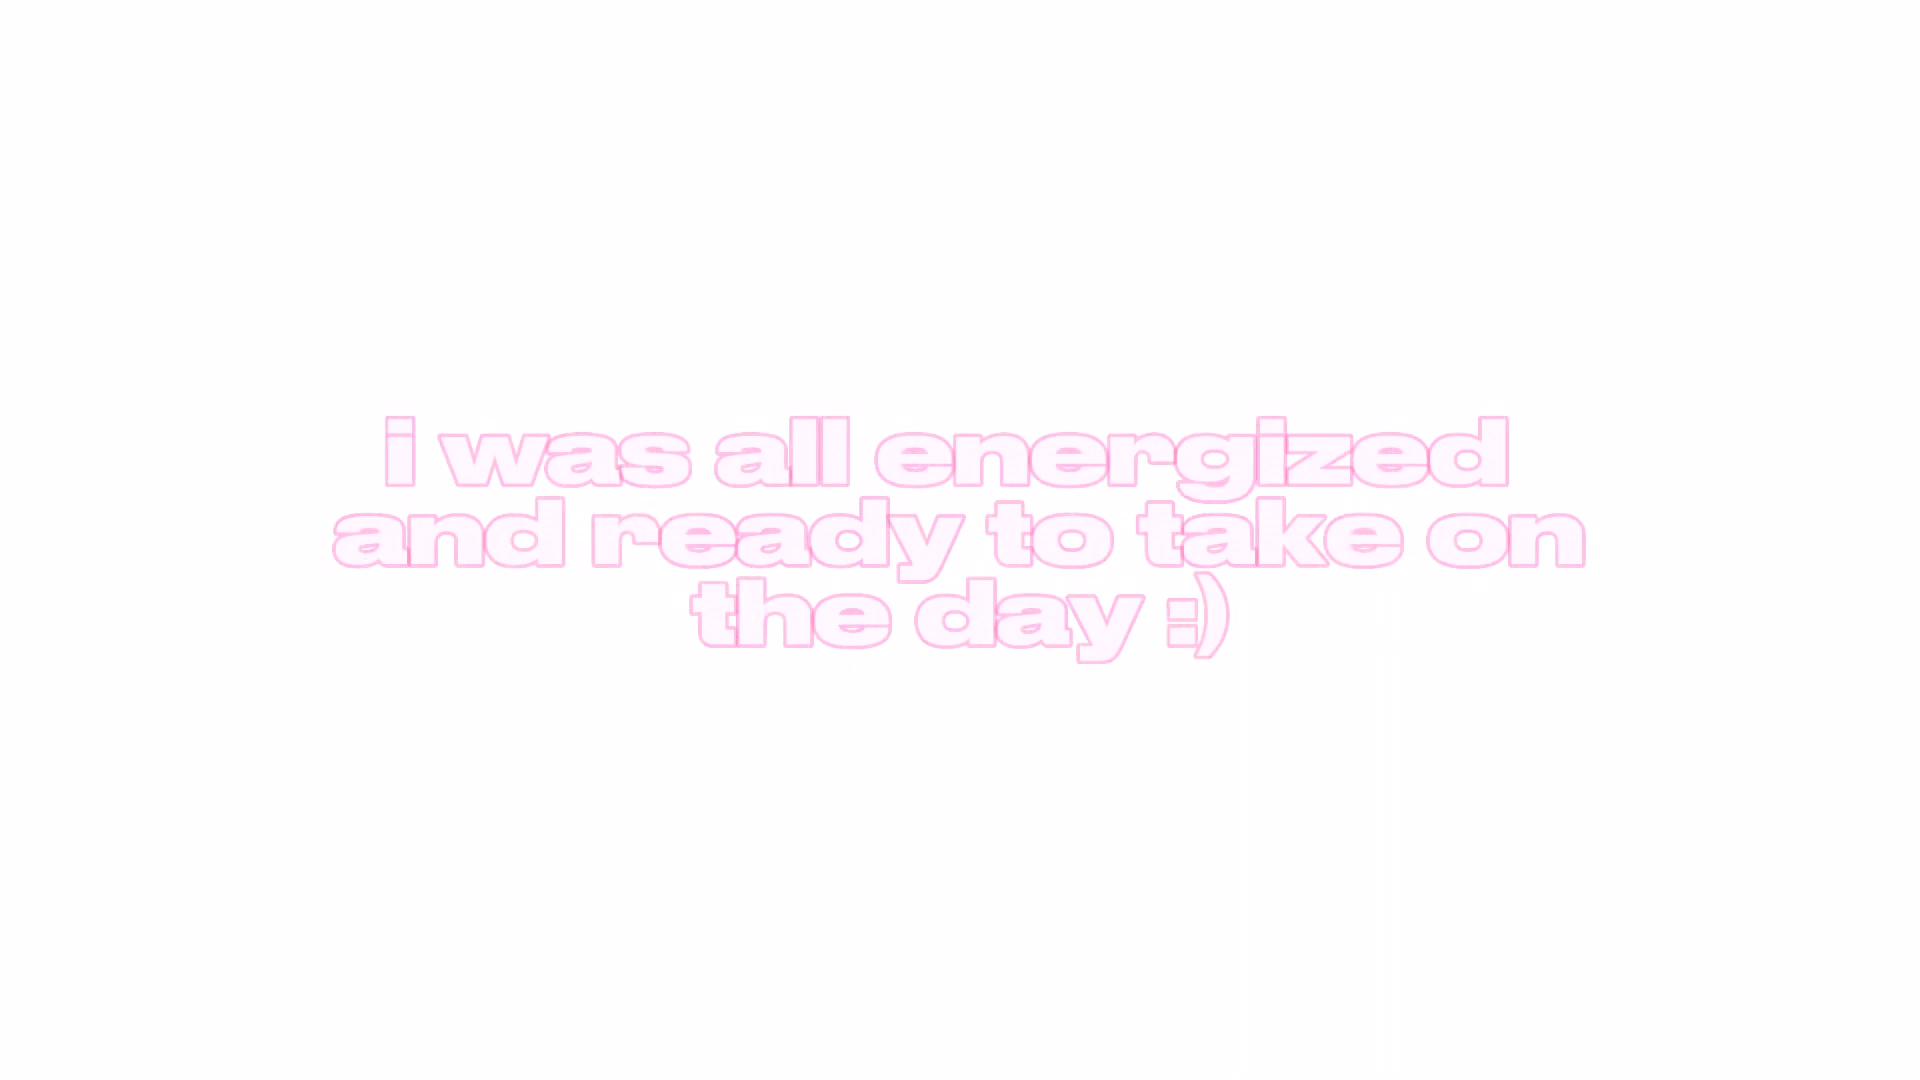 i was all energized
and ready to take on
the day :)